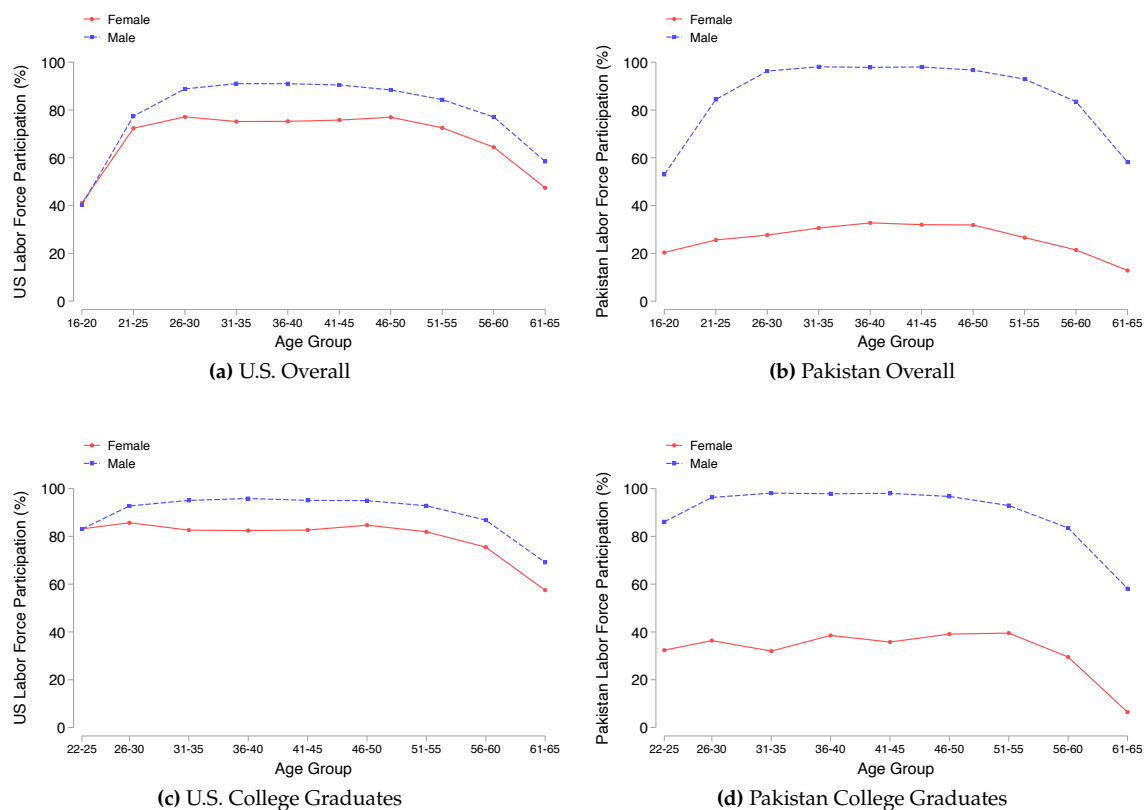 Female
Male
US Labor Force Participation (%)
100
80
60
40
20
0
16-20 21-25 26-30 31-35 36-40 41-45 46-50 51-55 56-60 61-65
Age Group
(a) U.S. Overall
Female
Male
Pakistan Labor Force Participation (%)
100
80
60
40
20
0
16-20 21-25 26-30 31-35 36-40 41-45 46-50 51-55 56-60 61-65
Age Group
(b) Pakistan Overall
Female
Male
US Labor Force Participation (%)
100
80
60
40
20
0
22-25 26-30 31-35 36-40 41-45 46-50 51-55 56-60 61-65
Age Group
(c) U.S. College Graduates
Female
Male
Pakistan Labor Force Participation (%)
100
80
60
40
20
0
22-25 26-30 31-35 36-40 41-45 46-50 51-55 56-60 61-65
Age Group
(d) Pakistan College Graduates